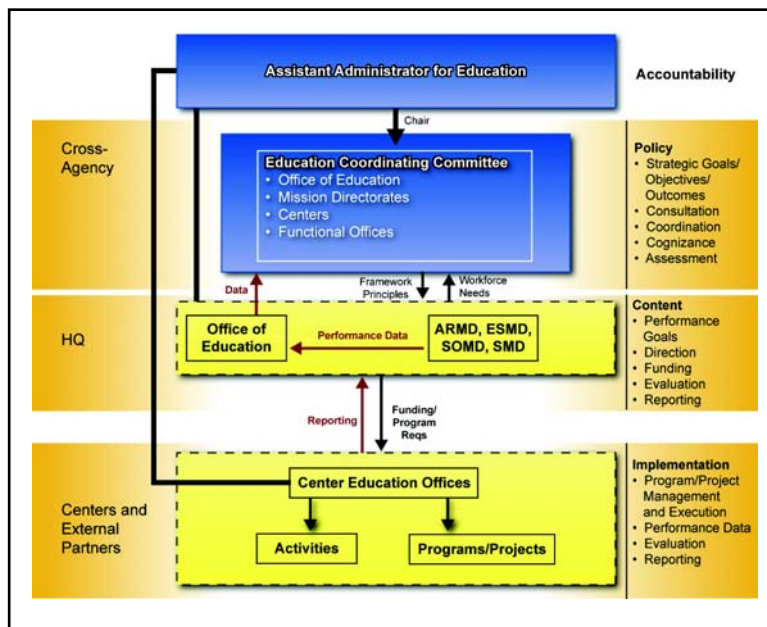 Assistant Administrator for Education
Accountability
Chair
Cross-
Agency
Education Coordinating Committee
• Office of Education
• Mission Directorates
• Centers
• Functional Offices
Policy
• Strategic Goals/
Objectives/
Outcomes
• Consultation
• Coordination
• Cognizance
• Assessment
Data
Framework
Principles
Workforce
Needs
HQ
Office of
Education
Performance Data
ARMD, ESMD,
SOMD, SMD
Content
• Performance
Goals
• Direction
• Funding
• Evaluation
• Reporting
Reporting
Funding/
Program
Reqs
Centers and
External
Partners
Center Education Offices
Activities
Programs/Projects
Implementation
• Program/Project
Management
and Execution
• Performance Data
• Evaluation
• Reporting